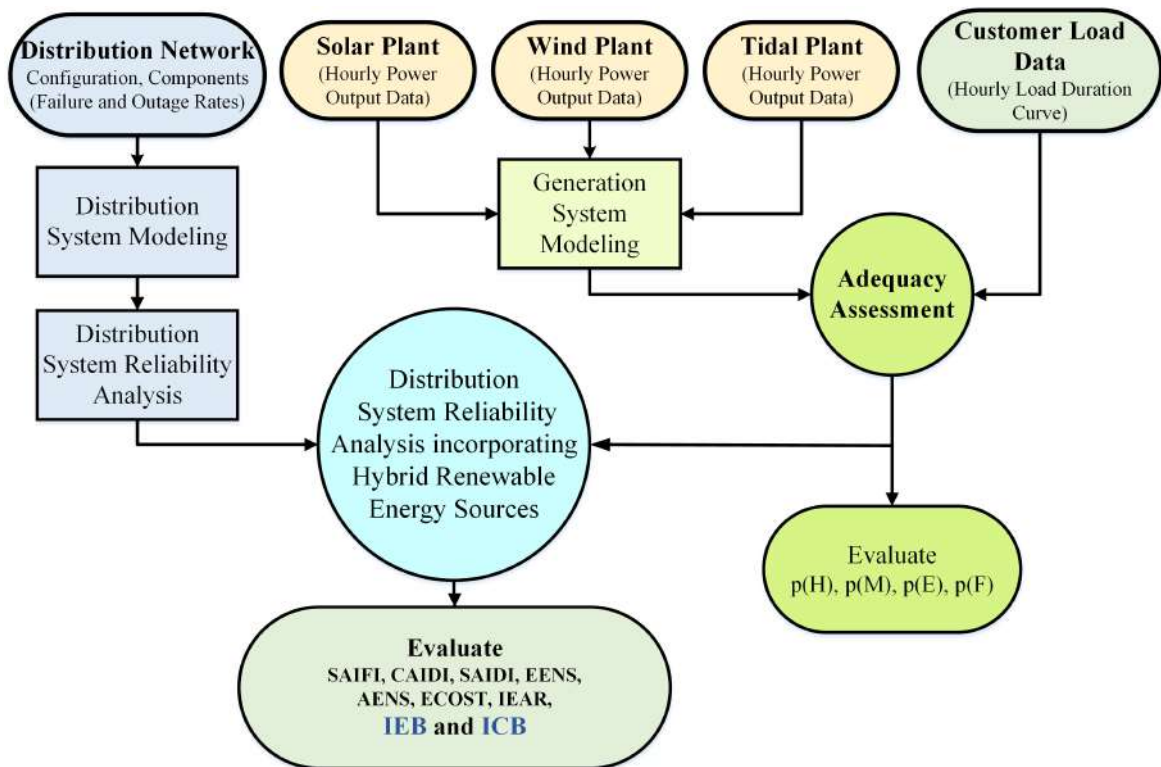 Distribution Network
Configuration, Components
(Failure and Outage Rates)
Solar Plant
(Hourly Power
Output Data)
Wind Plant
(Hourly Power
Output Data)
Tidal Plant
(Hourly Power
Output Data)
Customer Load
Data
(Hourly Load Duration
Curve)
Distribution
System Modeling
Generation
System
Modeling
Adequacy
Assessment
Distribution
System Reliability
Analysis
Distribution
System Reliability
Analysis incorporating
Hybrid Renewable
Energy Sources
Evaluate
p(H), p(M), p(E), p(F)
Evaluate
SAIFI, CAIDI, SAIDI, EENS,
AENS, ECOST, IEAR,
IEB and ICB